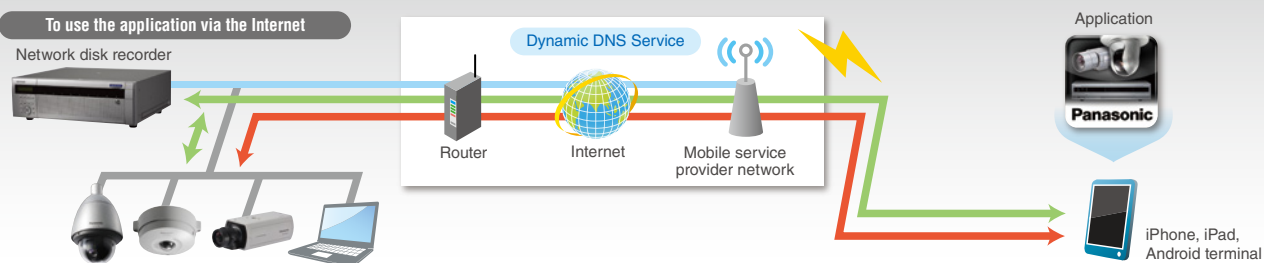 To use the application via the Internet
Network disk recorder
Dynamic DNS Service
Router
Internet
Mobile service
provider network
Application
Panasonic
iPhone, iPad,
Android terminal